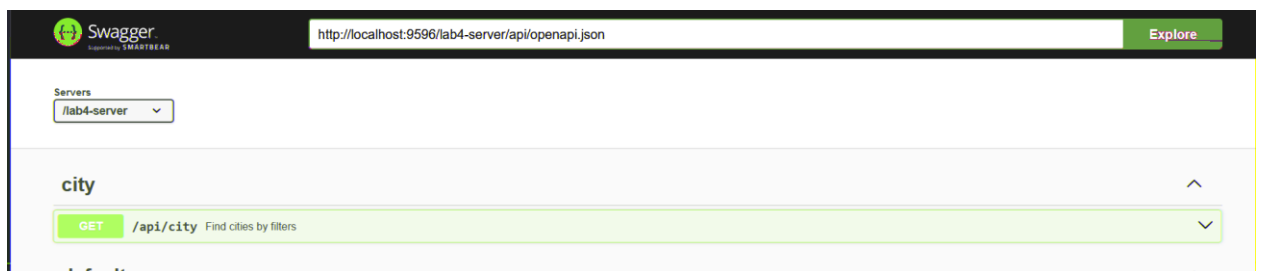 Swagger.
Supported by SMARTBEAR
http://localhost:9596/lab4-server/api/openapi.json
Explore
Servers
/lab4-server
city
GET /api/city Find cities by filters